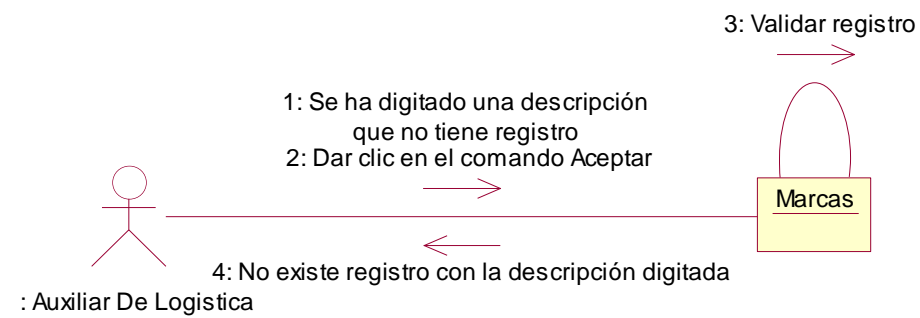 3: Validar registro
1: Se ha digitado una descripción
que no tiene registro
2: Dar clic en el comando Aceptar
Marcas
4: No existe registro con la descripción digitada
: Auxiliar De Logistica